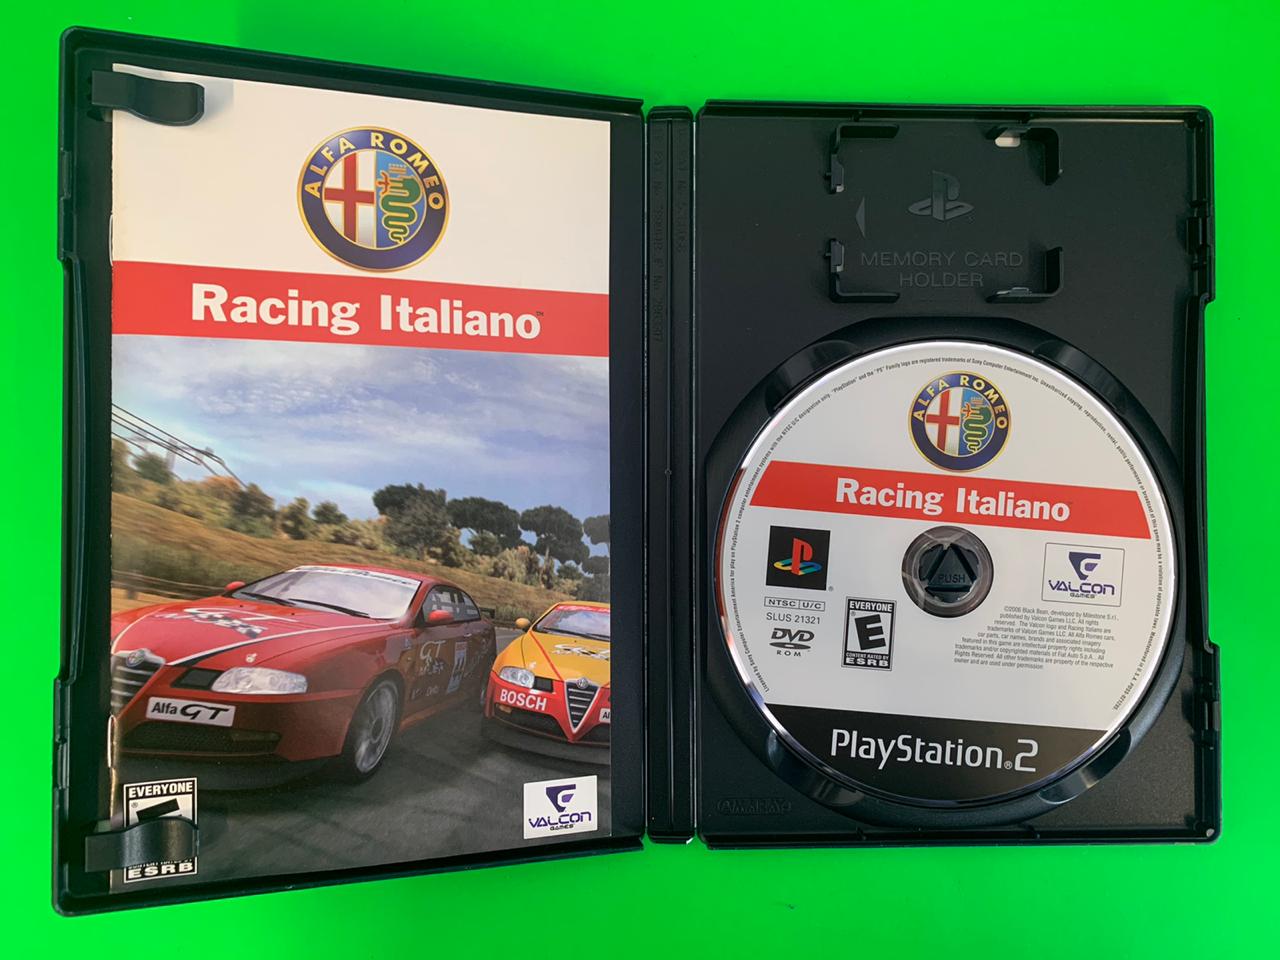 ALFA ROMEO
Racing Italiano™
GT
BOSCH
Alfa GT
EVERYONE
ESRB
VALCON
GAMES
MEMORY CARD
HOLDER
ALFA ROMEO
Racing Italiano
PUSH
VALCON
GAMES
NTSC U/C
SLUS 21321
DVD
ROM
EVERYONE
E
CONTENT RATED BY
ESRB
©2006 Black Bean, developed by Milestone S.r.l.,
published by Valcon Games LLC. All rights
reserved. The Valcon logo and Racing Italiano are
trademarks of Valcon Games LLC. All Alfa Romeo cars,
car parts, car names, brands and associated imagery
featured in this game are intellectual property rights including
trademarks and/or copyrighted materials of Fiat Auto S.p.A.. All
Rights Reserved. All other trademarks are property of the respective
owner and are used under permission.
PlayStation®2